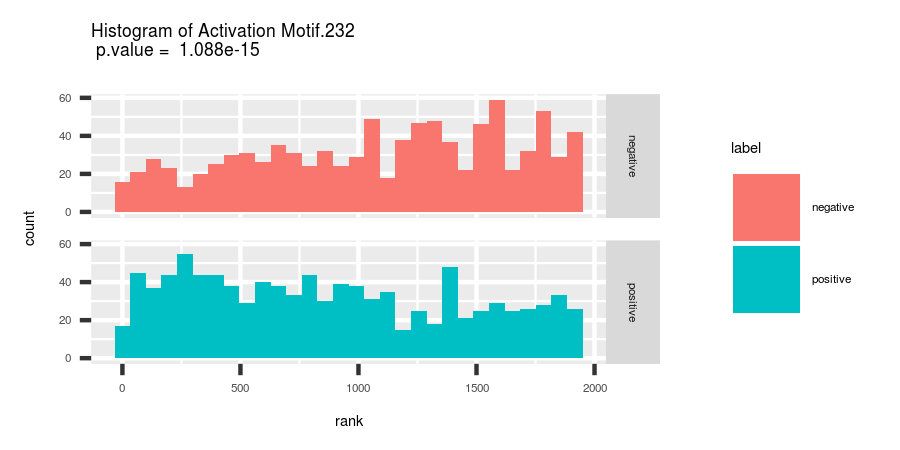 Histogram of Activation Motif.232
p.value = 1.088e-15
count
60
40
20
0
negative
60
40
20
0
positive
0
500
1000
1500
2000
rank
label
negative
positive